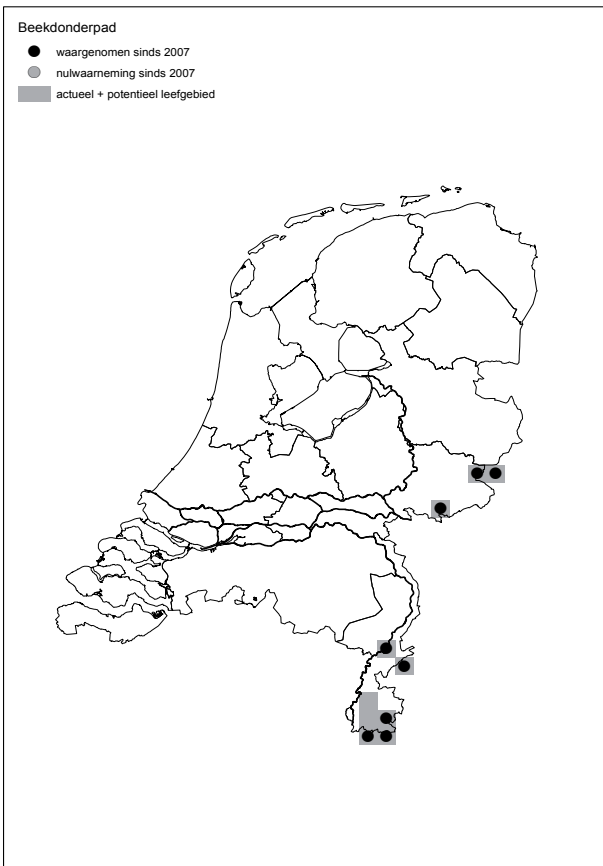 Beekdonderpad
waargenomen sinds 2007
nulwaarneming sinds 2007
actueel + potentieel leefgebied